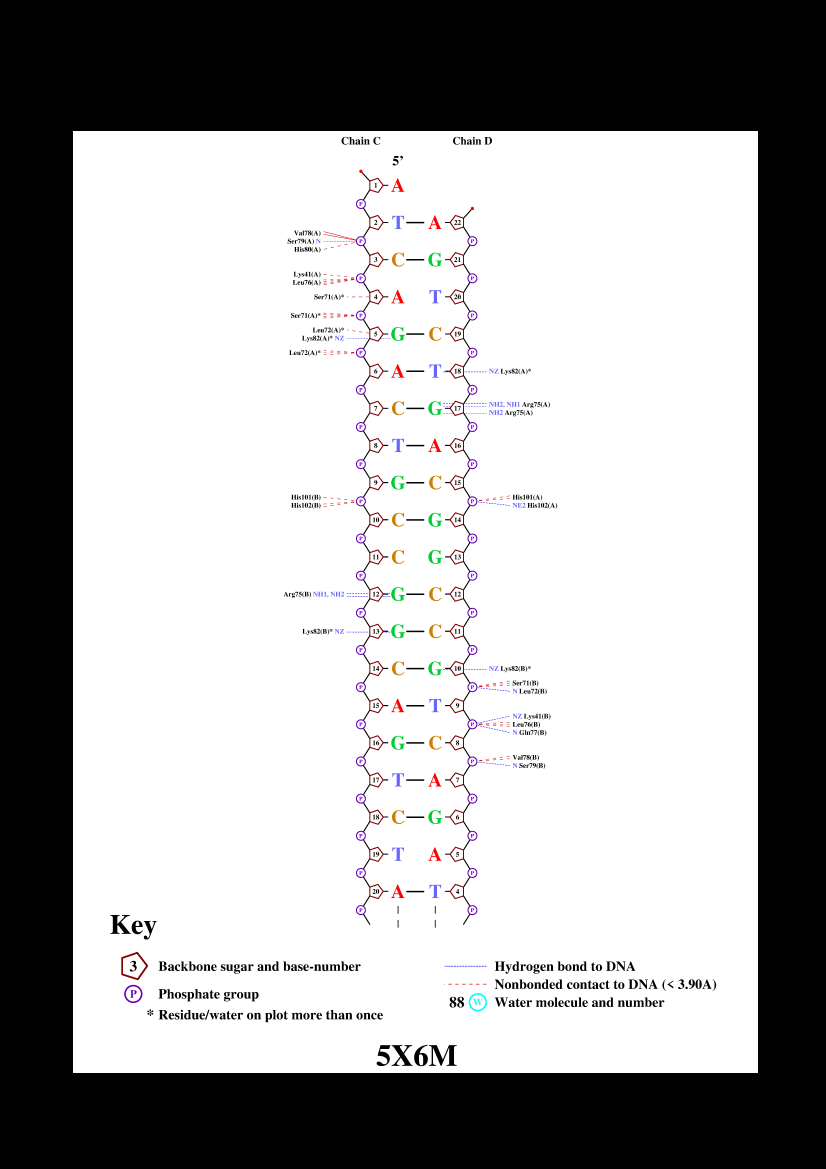 Chain C Chain D
5’
1 A
P
2 T A 22
Val78(A)
Ser79(A) N P P
His80(A)
3 C G 21
Lys41(A)
Leu76(A) P P
Ser71(A)* 4 A T 20
Ser71(A)* P P
Leu72(A)*
5 G C 19
Lys82(A)* NZ
Leu72(A)* P P
6 A T 18 NZ Lys82(A)*
P P
NH2, NH1 Arg75(A)
7 C G 17
NH2 Arg75(A)
P P
8 T A 16
P P
9 G C 15
His101(B) His101(A)
P P
His102(B) NE2 His102(A)
10 C G 14
P P
11 C G 13
P P
Arg75(B) NH1, NH2 12 G C 12
P P
Lys82(B)* NZ 13 G C 11
P P
14 C G 10 NZ Lys82(B)*
Ser71(B)
P P
N Leu72(B)
15 A T 9
NZ Lys41(B)
P P Leu76(B)
N Gln77(B)
16 G C 8
Val78(B)
P P
N Ser79(B)
17 T A 7
P P
18 C G 6
P P
19 T A 5
P P
20 A T 4
P P
Key
3 Backbone sugar and base-number
P Phosphate group
* Residue/water on plot more than once
Hydrogen bond to DNA
Nonbonded contact to DNA (< 3.90A)
88 W Water molecule and number
5X6M